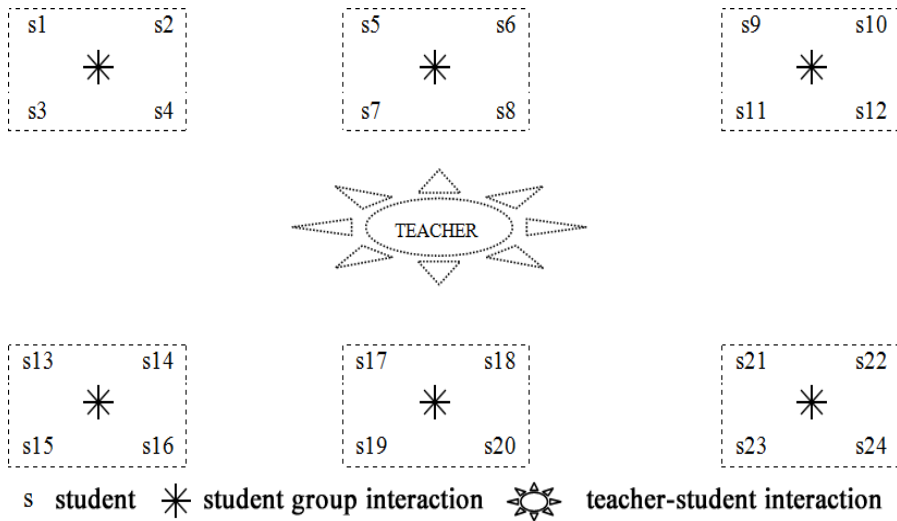 s1 s2 s5 s6 s9 s10
s3 s4 s7 s8 s11 s12
TEACHER
s13 s14 s17 s18 s21 s22
s15 s16 s19 s20 s23 s24
s student student group interaction teacher-student interaction